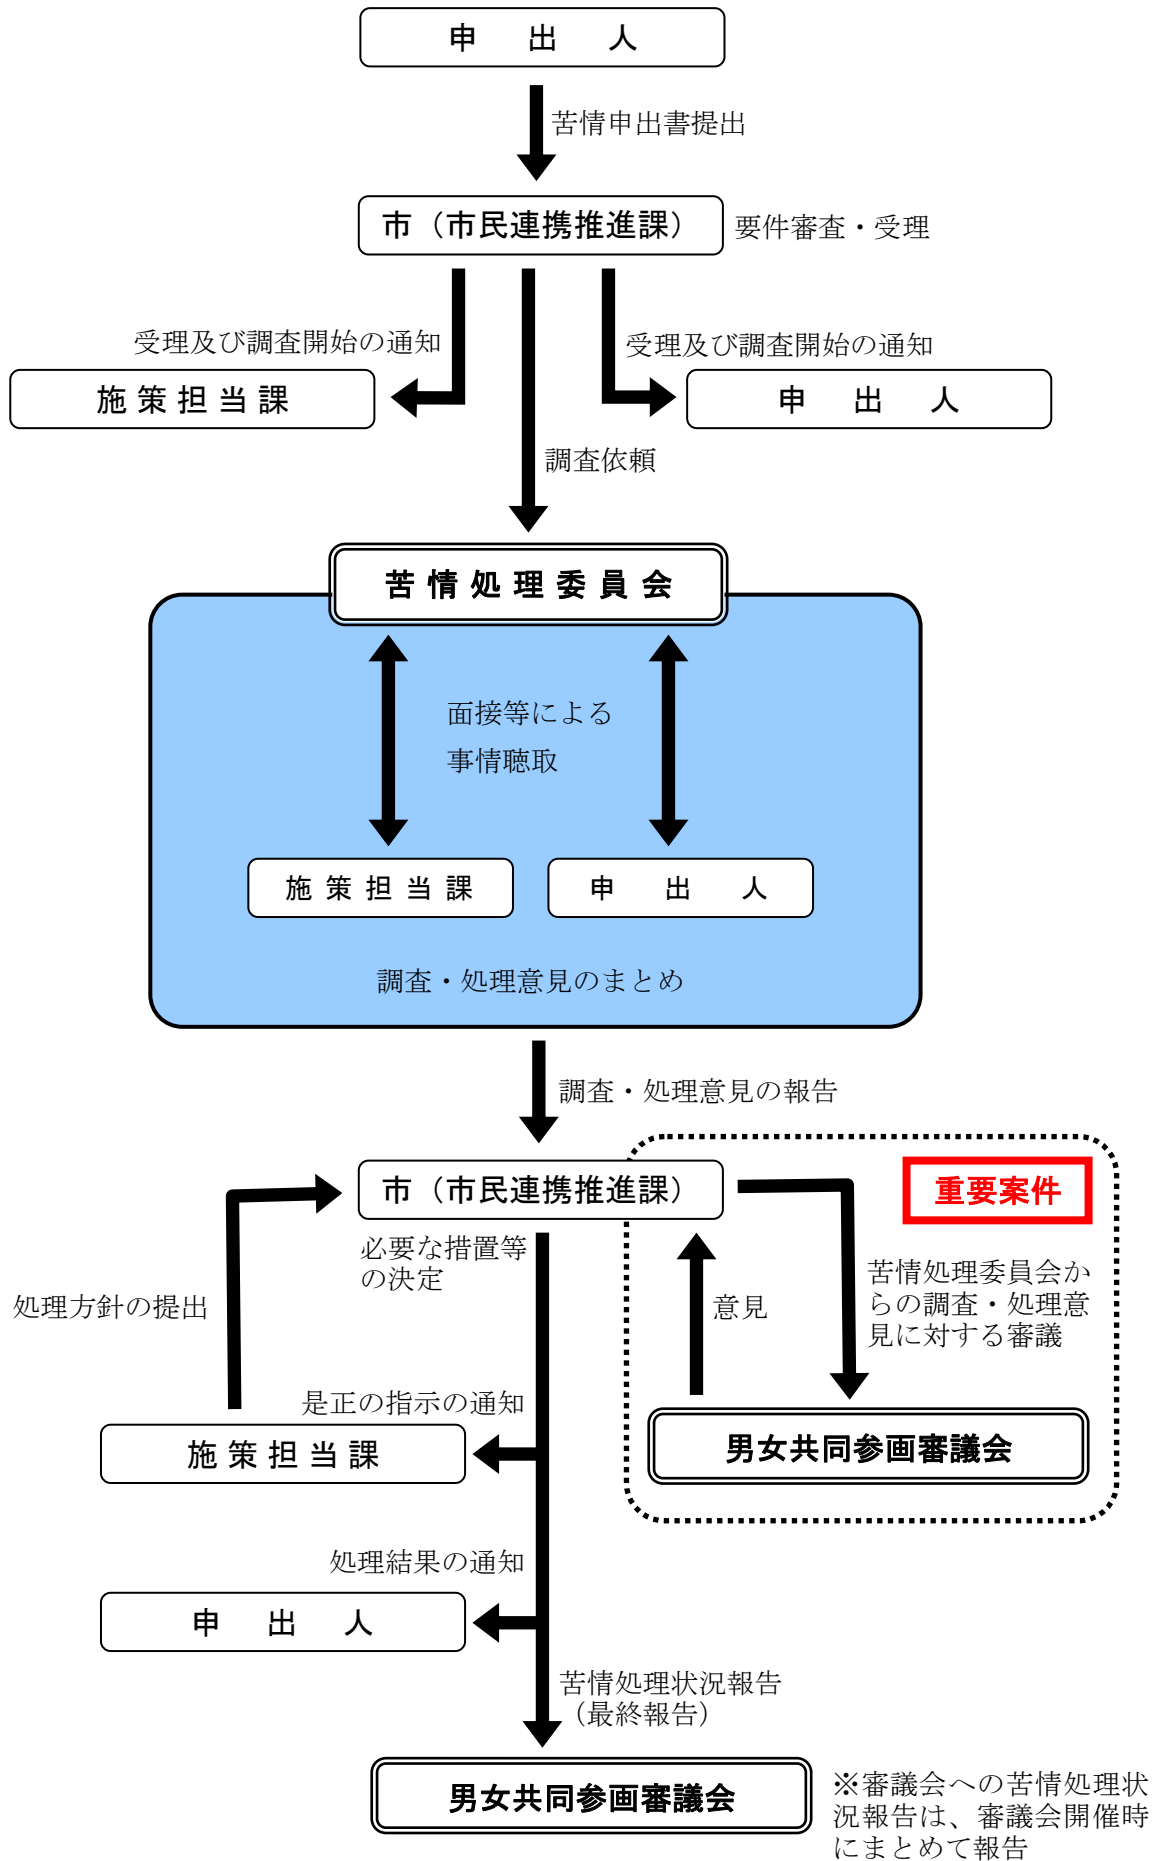 申出人
苦情申出書提出
市（市民連携推進課）
要件審査・受理
受理及び調査開始の通知
受理及び調査開始の通知
施策担当課
申出人
調査依頼
苦情処理委員会
面接等による
事情聴取
施策担当課
申出人
調査・処理意見のまとめ
調査・処理意見の報告
市（市民連携推進課）
重要案件
必要な措置等
の決定
処理方針の提出
意見
苦情処理委員会か
らの調査・処理意
見に対する審議
是正の指示の通知
施策担当課
男女共同参画審議会
処理結果の通知
申出人
苦情処理状況報告
（最終報告）
男女共同参画審議会
※審議会への苦情処理状
況報告は、審議会開催時
にまとめて報告